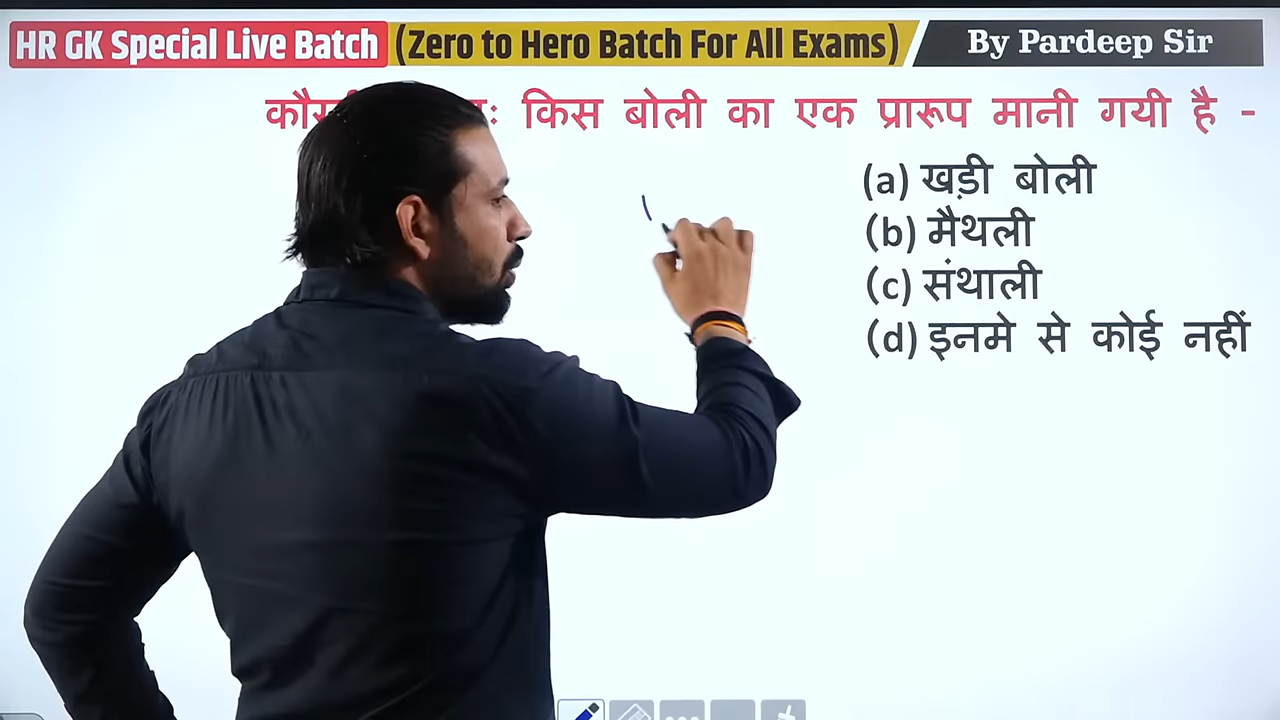 HR GK Special Live Batch (Zero to Hero Batch For All Exams) By Pardeep Sir
किस बोली का एक प्रारूप मानी गयी है -
(a) खड़ी बोली
(b) मैथली
(c) संथाली
(d) इनमे से कोई नहीं